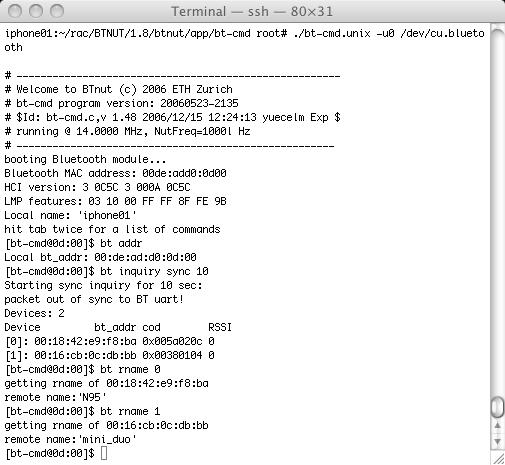 Terminal — ssh — 80×31
iphone01:~/rac/BTNUT/1.8/btnut/app/bt-cmd root# ./bt-cmd.unix -u0 /dev/cu.blueto
oth
# ------------------------------------------------------
# Welcome to BTnut (c) 2006 ETH Zurich
# bt-cmd program version: 20060523-2135
# $Id: bt-cmd.c,v 1.48 2006/12/15 12:24:13 yuecelm Exp $
# running @ 14.0000 MHz, NutFreq=1000l Hz
# -----------------------------------------------------
booting Bluetooth module...
Bluetooth MAC address: 00de:add0:0d00
HCI version: 3 0C5C 3 000A 0C5C
LMP features: 03 10 00 FF FF 8F FE 9B
Local name: 'iphone01'
hit tab twice for a list of commands
[bt-cmd@0d:00]$ bt addr
Local bt_addr: 00:de:ad:d0:0d:00
[bt-cmd@0d:00]$ bt inquiry sync 10
Starting sync inquiry for 10 sec:
packet out of sync to BT uart!
Devices: 2
Device bt_addr cod RSSI
[0]: 00:18:42:e9:f8:ba 0x005a020c 0
[1]: 00:16:cb:0c:db:bb 0x00380104 0
[bt-cmd@0d:00]$ bt rname 0
getting rname of 00:18:42:e9:f8:ba
remote name:'N95'
[bt-cmd@0d:00]$ bt rname 1
getting rname of 00:16:cb:0c:db:bb
remote name:'mini_duo'
[bt-cmd@0d:00]$